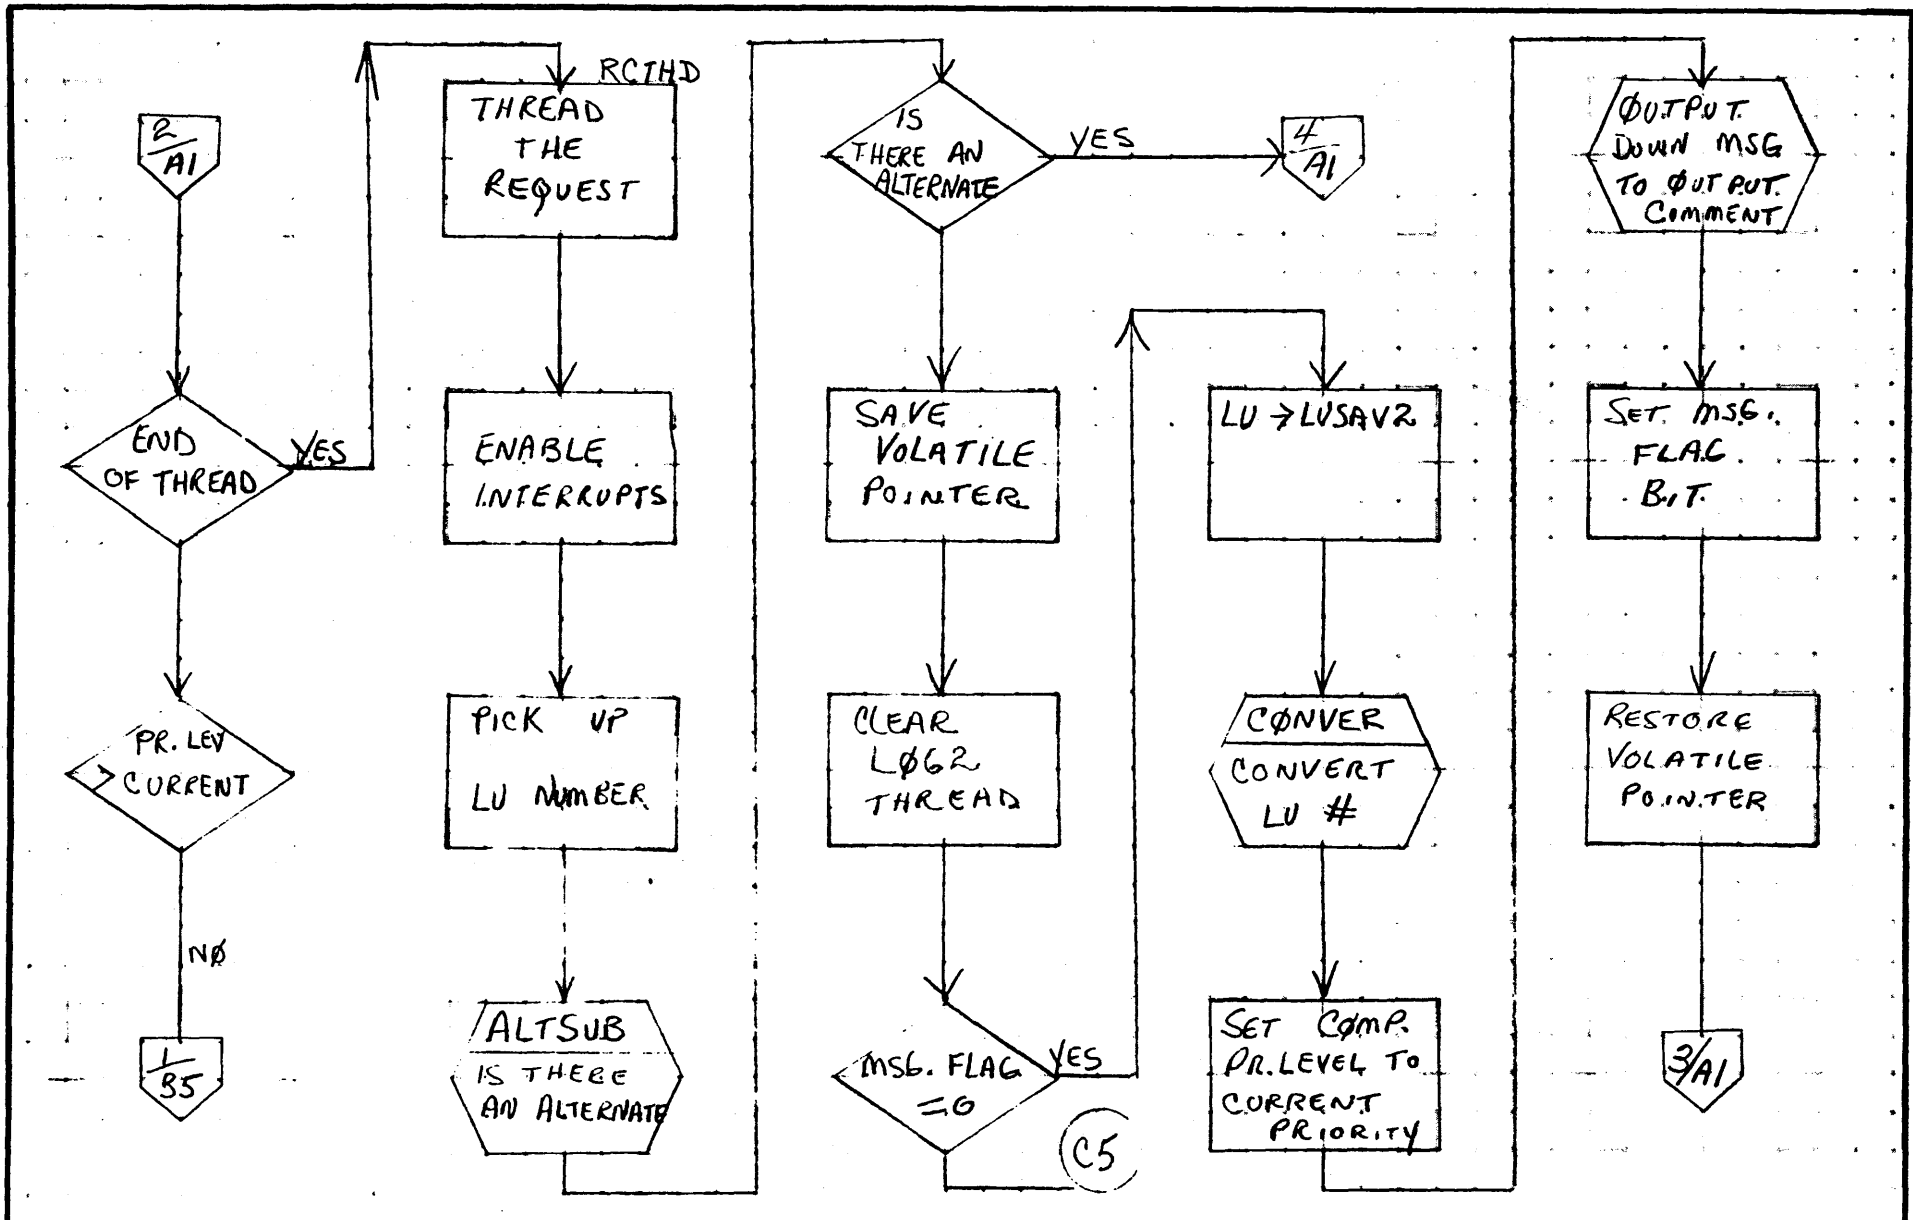 2
A1
END
OF THREAD
YES
PR. LEV
> CURRENT
NØ
1
B5
RCTHD
THREAD
THE
REQUEST
ENABLE
INTERRUPTS
PICK UP
LU NUMBER
ALTSUB
IS THERE
AN ALTERNATE
IS
THERE AN
ALTERNATE
YES
4
A1
SAVE
VOLATILE
POINTER
CLEAR
LØG2
THREAD
MSG. FLAG
=0
YES
C5
LU → LUSAV2
CØNVER
CONVERT
LU #
SET CØMP.
PR. LEVEL TO
CURRENT
PRIORITY
ØUTPUT
DOWN MSG
TO ØUTPUT
COMMENT
SET MSG.
FLAG
BIT
RESTORE
VOLATILE
POINTER
3/A1